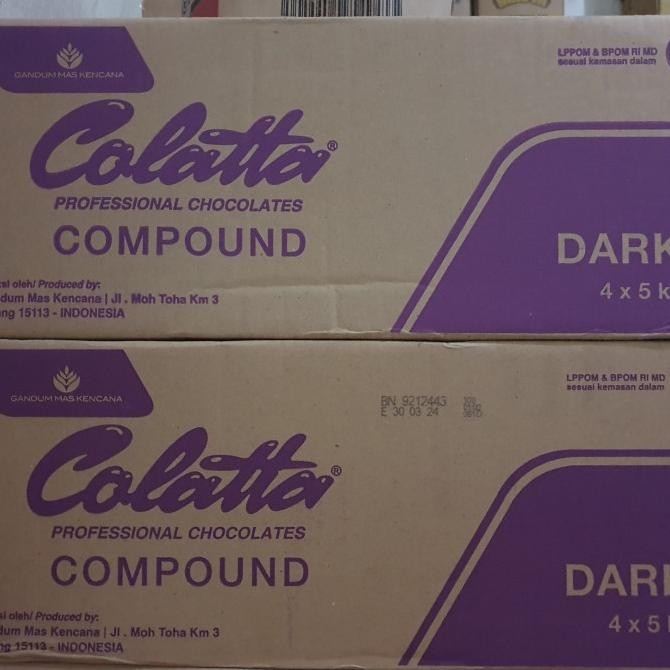 GANDUM MAS KENCANA
LPPOM & BPOM RI MD
sesuai kemasan dalam
Colatta®
PROFESSIONAL CHOCOLATES
COMPOUND
DARK
4 x 5 k
si oleh/ Produced by:
dum Mas Kencana | Jl . Moh Toha Km 3
ng 15113 - INDONESIA
GANDUM MAS KENCANA
BN 9212443
E 30 03 24
LPPOM & BPOM RI MD
sesuai kemasan dalam
Colatta®
PROFESSIONAL CHOCOLATES
COMPOUND
DARK
4 x 5
si oleh/ Produced by:
dum Mas Kencana | Jl . Moh Toha Km 3
ng 15113 - INDONESIA